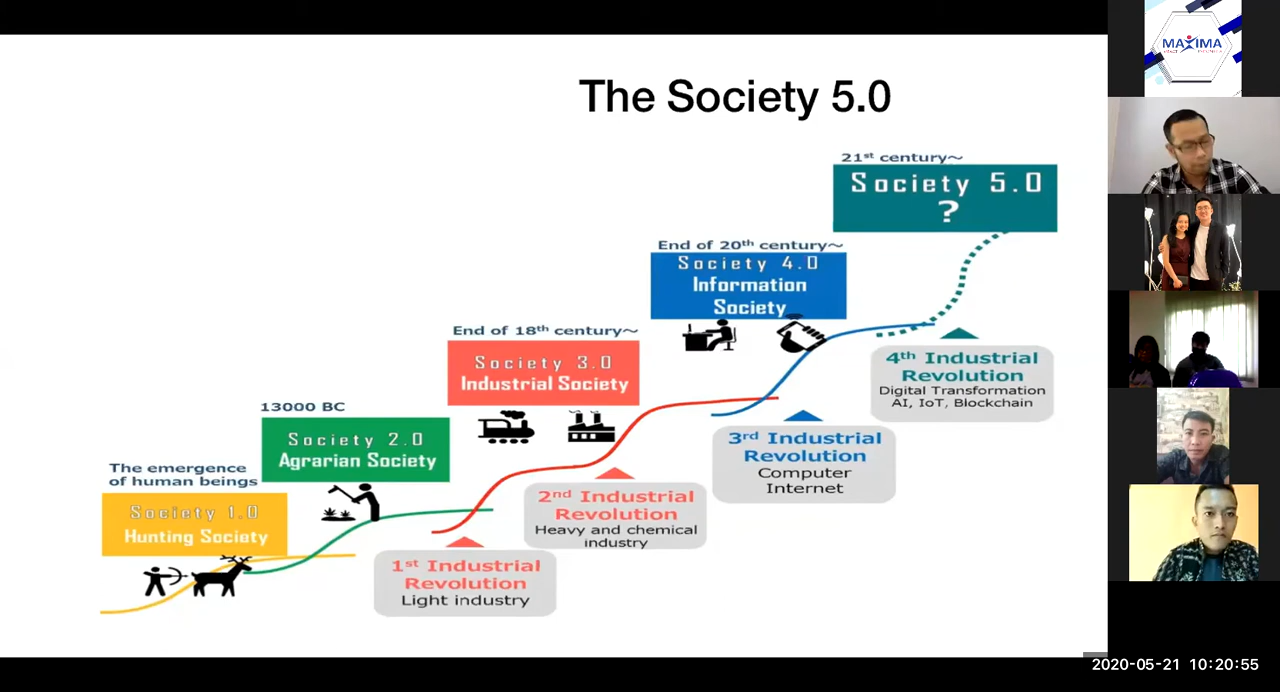 The Society 5.0
21st century~
Society 5.0
?
End of 20th century~
Society 4.0
Information
Society
End of 18th century~
Society 3.0
Industrial Society
13000 BC
Society 2.0
Agrarian Society
The emergence
of human beings
Society 1.0
Hunting Society
1st Industrial
Revolution
Light industry
2nd Industrial
Revolution
Heavy and chemical
industry
3rd Industrial
Revolution
Computer
Internet
4th Industrial
Revolution
Digital Transformation
AI, IoT, Blockchain
MAXIMA
2020-05-21 10:20:55